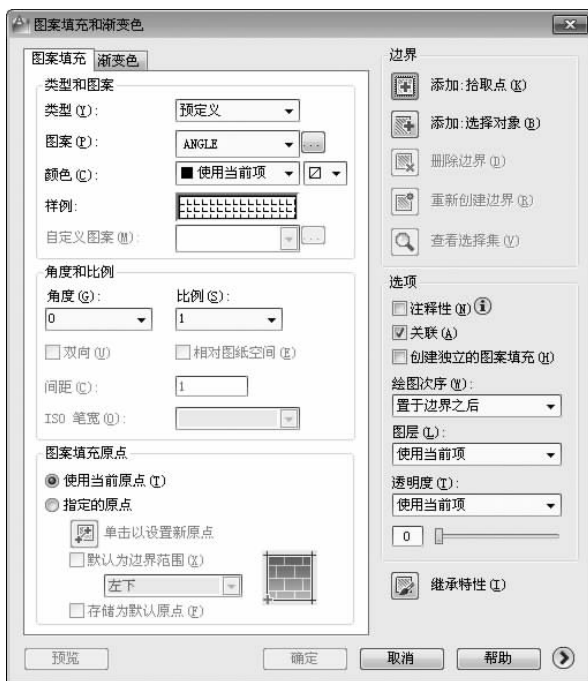 图案填充和渐变色
图案填充 渐变色
类型和图案
类型(Y): 预定义
图案(P): ANGLE ...
颜色(C): 使用当前项
样例:
自定义图案(M): ...
角度和比例
角度(G): 比例(S):
0 1
双向(U) 相对图纸空间(E)
间距(C): 1
ISO 笔宽(O):
图案填充原点
使用当前原点(T)
指定的原点
单击以设置新原点
默认为边界范围(X)
左下
存储为默认原点(F)
边界
添加:拾取点(K)
添加:选择对象(B)
删除边界(D)
重新创建边界(R)
查看选择集(V)
选项
注释性(N)
关联(A)
创建独立的图案填充(H)
绘图次序(W):
置于边界之后
图层(L):
使用当前项
透明度(T):
使用当前项
0
继承特性(I)
预览 确定 取消 帮助